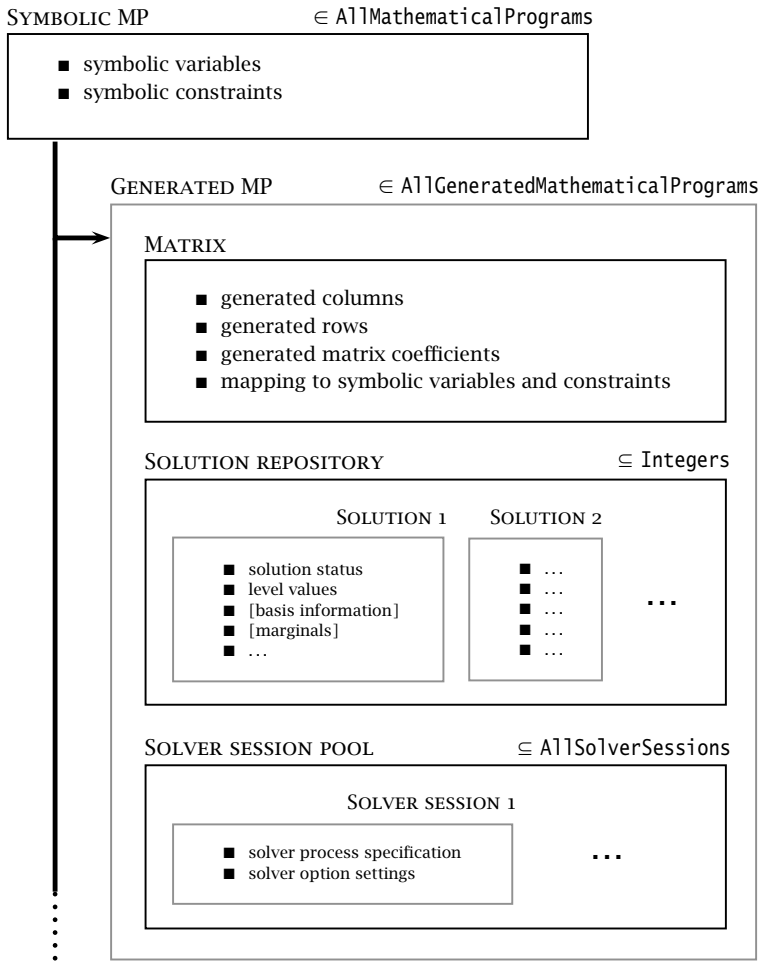 SYMBOLIC MP ∈ AllMathematicalPrograms
■ symbolic variables
■ symbolic constraints
GENERATED MP ∈ AllGeneratedMathematicalPrograms
MATRIX
■ generated columns
■ generated rows
■ generated matrix coefficients
■ mapping to symbolic variables and constraints
SOLUTION REPOSITORY ⊆ Integers
SOLUTION 1 SOLUTION 2
■ solution status
■ level values
■ [basis information]
■ [marginals]
■ ...
■ ...
■ ...
■ ...
■ ...
■ ...
...
SOLVER SESSION POOL ⊆ AllSolverSessions
SOLVER SESSION 1
■ solver process specification
■ solver option settings
...